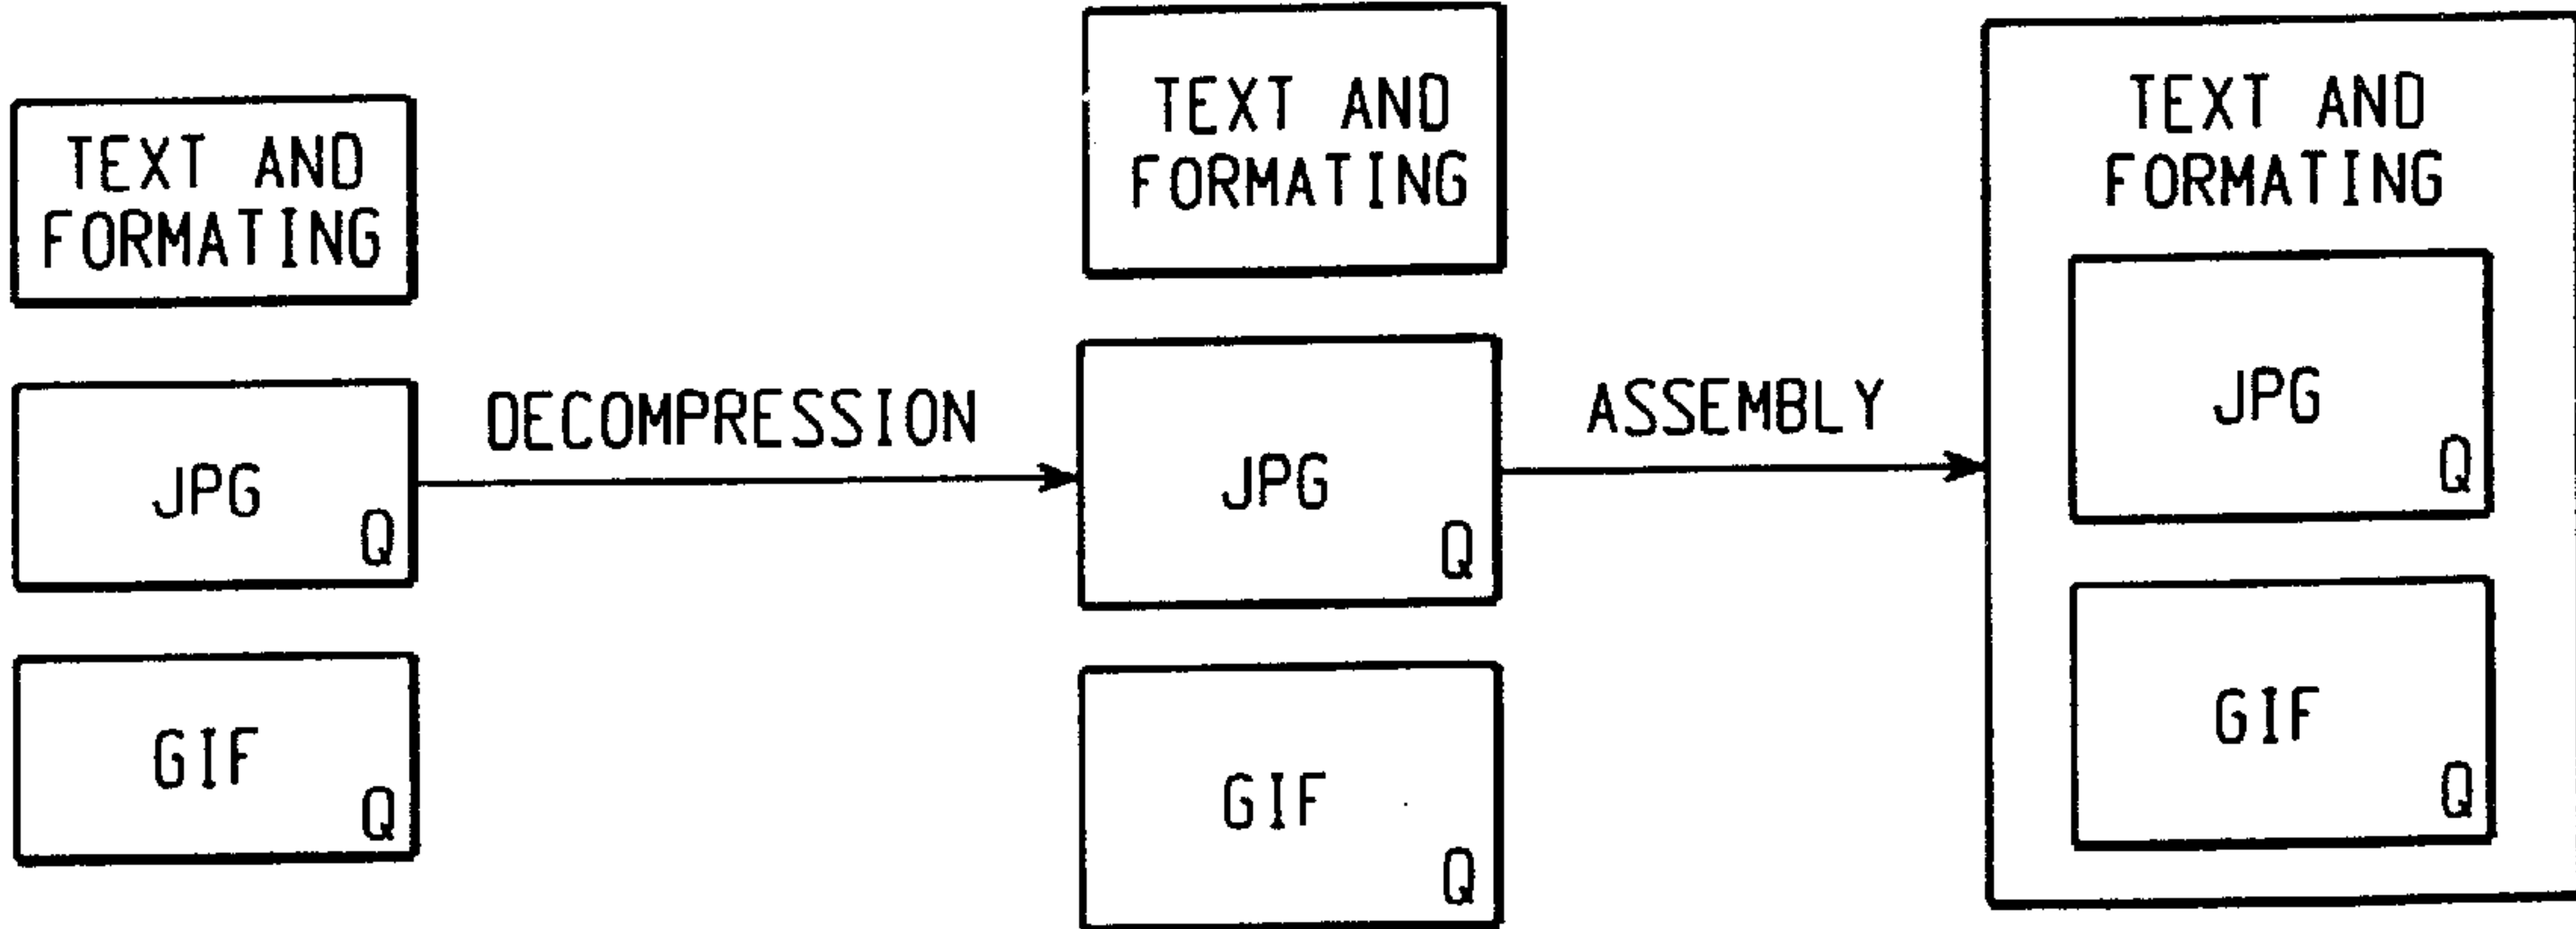 TEXT AND
FORMATING
JPG
Q
GIF
Q
DECOMPRESSION
TEXT AND
FORMATING
JPG
Q
GIF
Q
ASSEMBLY
TEXT AND
FORMATING
JPG
Q
GIF
Q